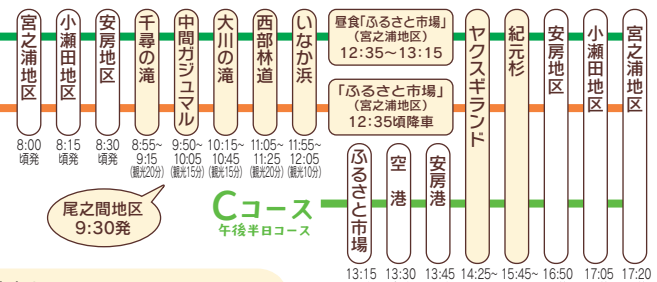 宮之浦地区
小瀬田地区
安房地区
千尋の滝
中間ガジュマル
大川の滝
西部林道
いなか浜
昼食「ふるさと市場」
(宮之浦地区)
12:35~13:15
「ふるさと市場」
(宮之浦地区)
12:35頃降車
ヤクスギランド
紀元杉
安房地区
小瀬田地区
宮之浦地区
8:00
頃発
8:15
頃発
8:30
頃発
8:55~
9:15
(観光20分)
9:50~
10:05
(観光15分)
10:15~
10:45
(観光15分)
11:05~
11:25
(観光20分)
11:55~
12:05
(観光10分)
尾之間地区
9:30発
Cコース
午後半日コース
ふるさと市場
空港
安房港
13:15
13:30
13:45
14:25~
15:45~
16:50
17:05
17:20